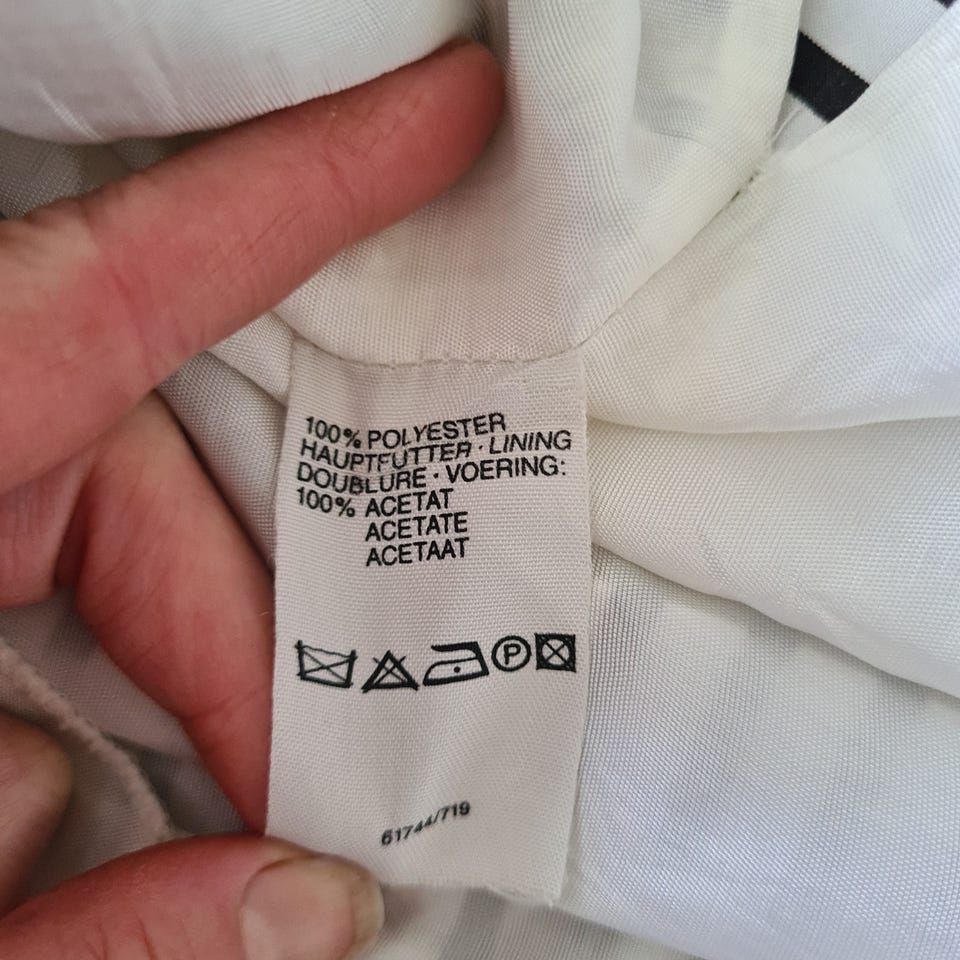 100% POLYESTER
HAUPTFUTTER · LINING
DOUBLURE · VOERING:
100% ACETAT
ACETATE
ACETAAT
P
61744/719